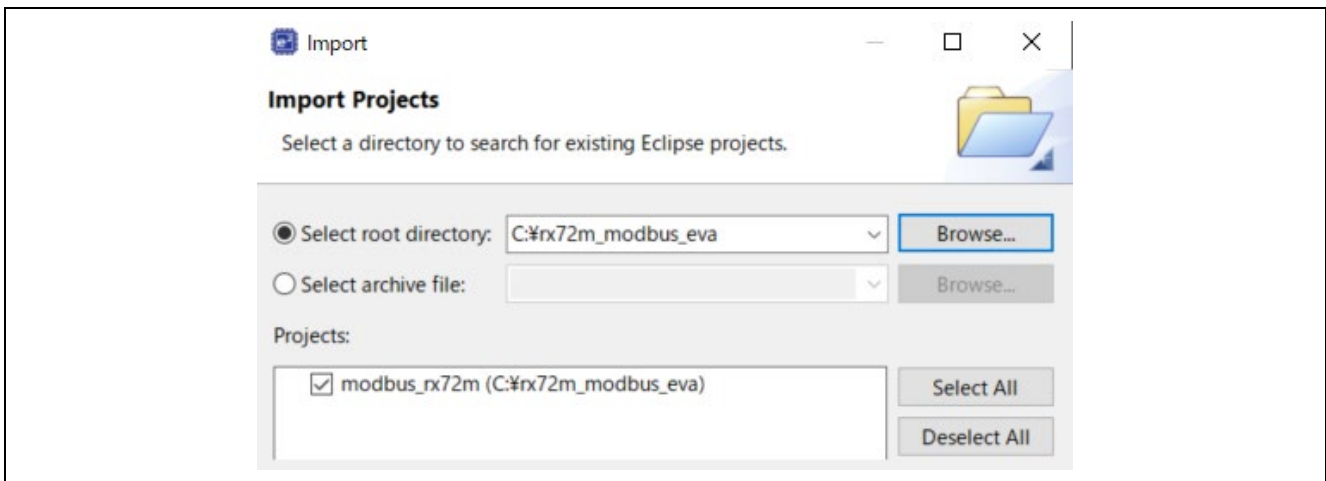 Import
Import Projects
Select a directory to search for existing Eclipse projects.
Select root directory: C:¥rx72m_modbus_eva Browse...
Select archive file: Browse...
Projects:
modbus_rx72m (C:¥rx72m_modbus_eva) Select All
Deselect All